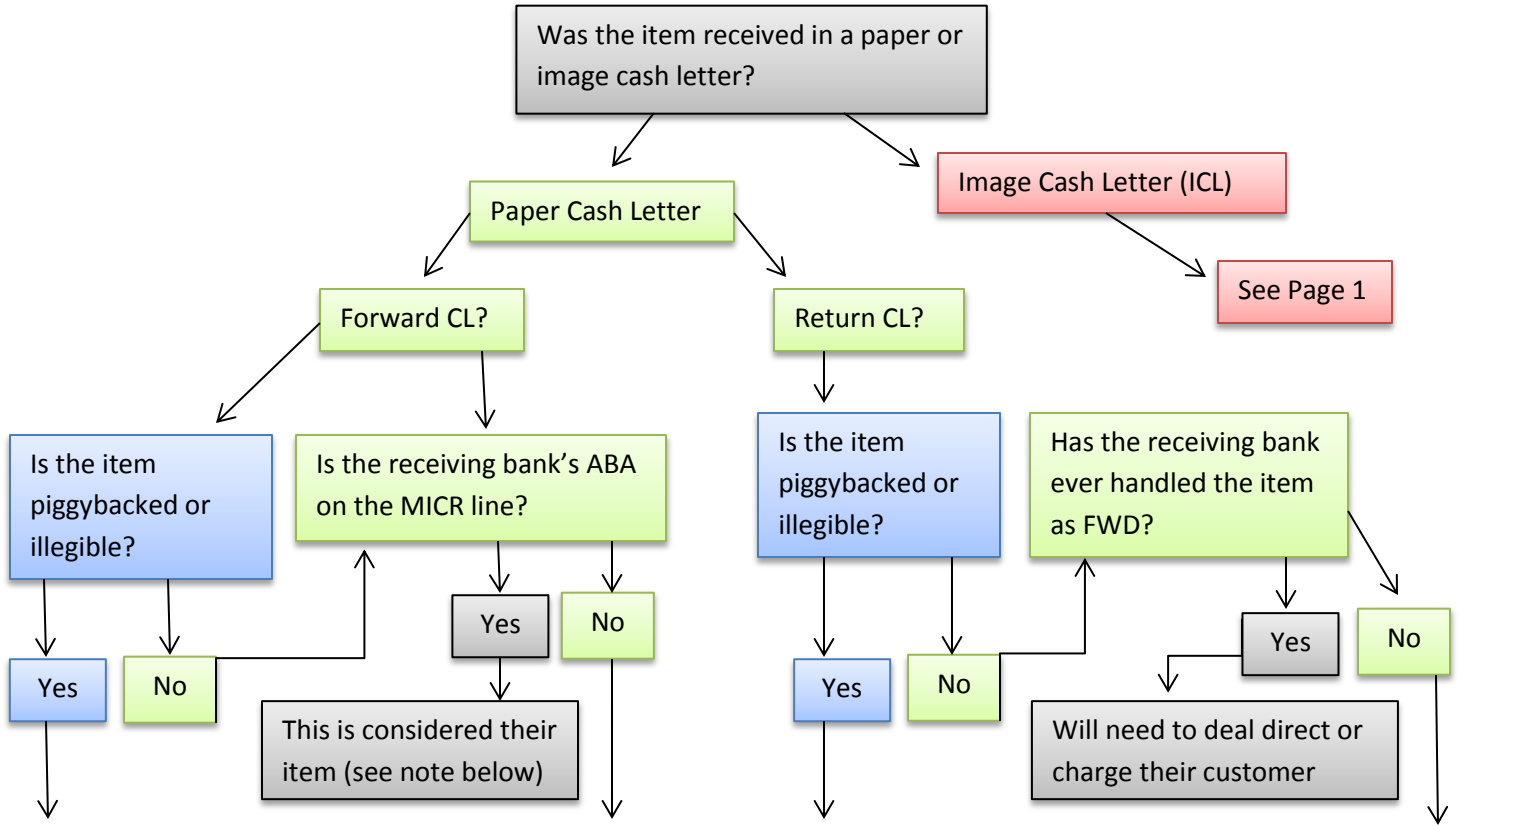 Was the item received in a paper or
image cash letter?
Image Cash Letter (ICL)
Paper Cash Letter
See Page 1
Forward CL?
Return CL?
Is the item
piggybacked or
illegible?
Is the receiving bank’s ABA
on the MICR line?
Is the item
piggybacked or
illegible?
Has the receiving bank
ever handled the item
as FWD?
Yes
No
Yes
No
Yes
No
Yes
No
This is considered their
item (see note below)
Will need to deal direct or
charge their customer